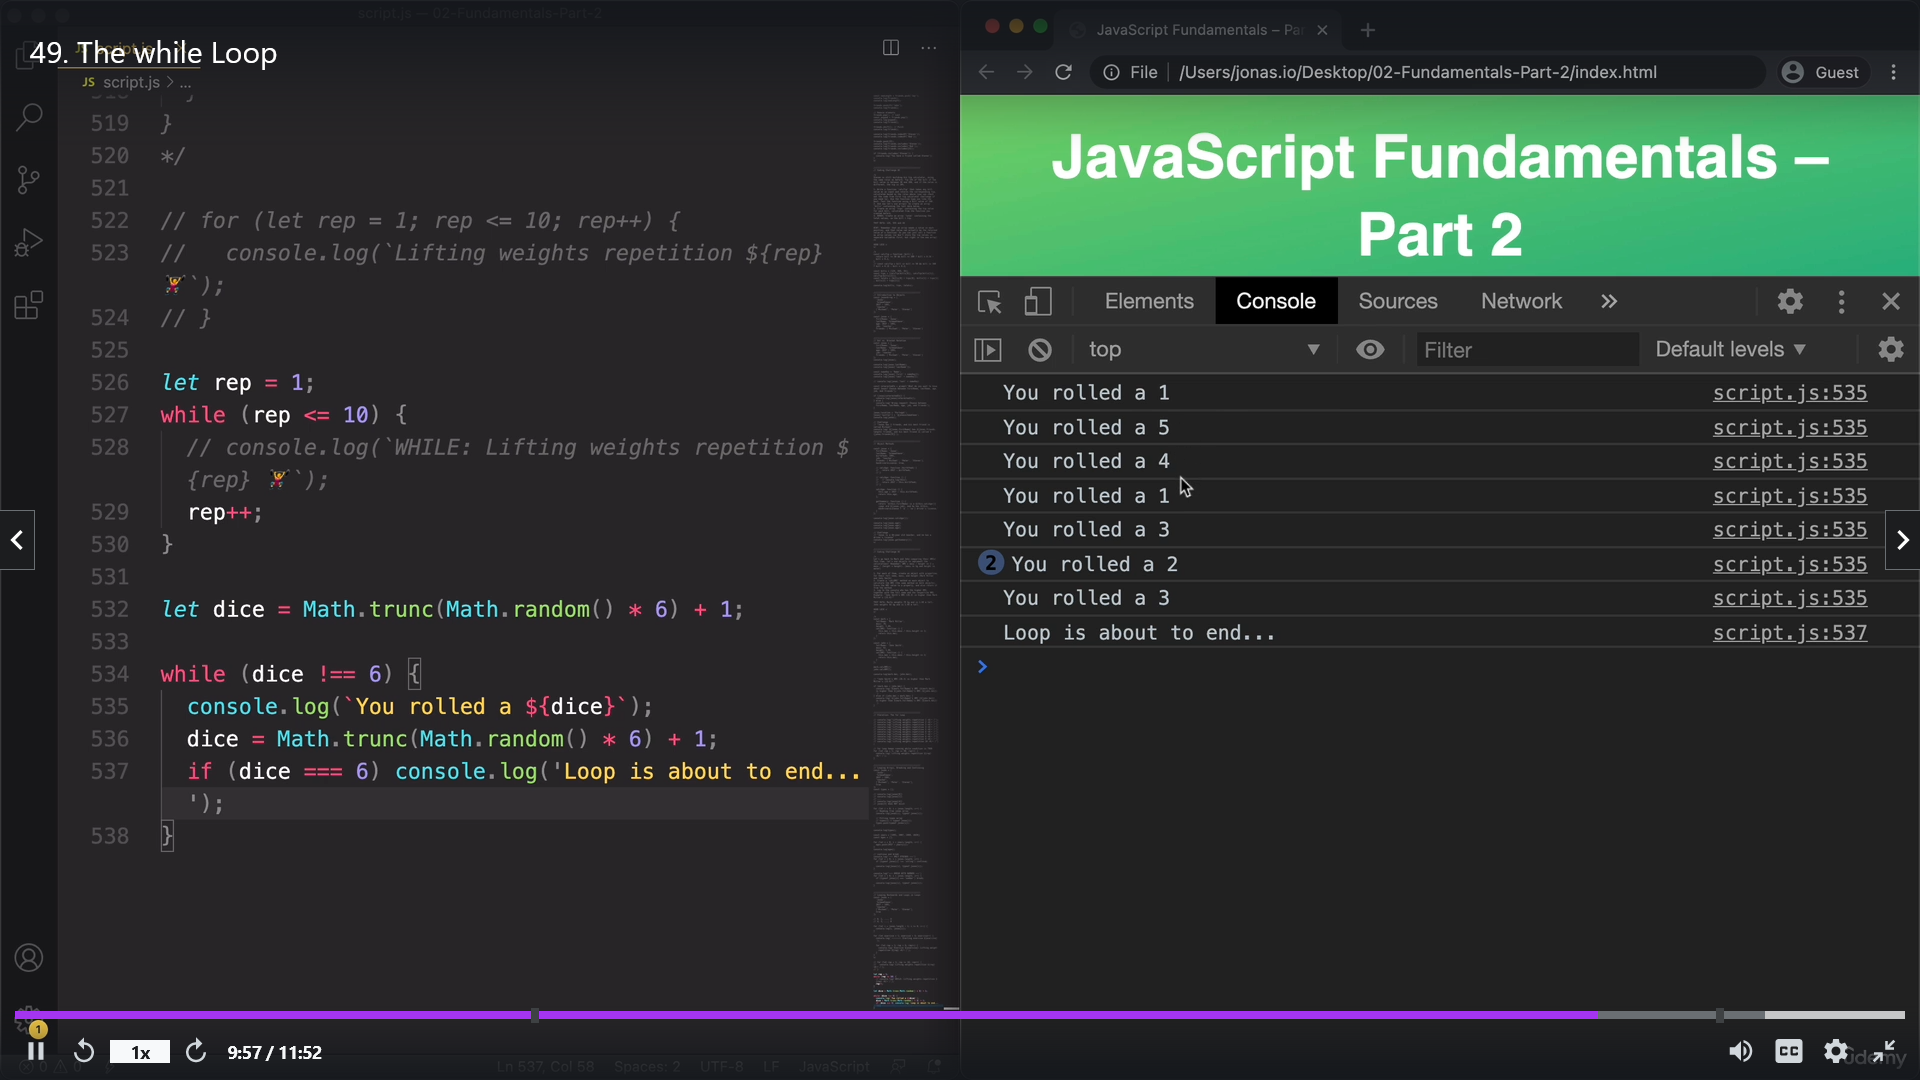 script.js — 02-Fundamentals-Part-2
49. The while Loop
JS script.js > ...
519 }
520 */
521
522 // for (let rep = 1; rep <= 10; rep++) {
523 //   console.log(`Lifting weights repetition ${rep}
🏋️`);
524 // }
525
526 let rep = 1;
527 while (rep <= 10) {
528 // console.log(`WHILE: Lifting weights repetition $
{rep} 🏋️`);
529 rep++;
530 }
531
532 let dice = Math.trunc(Math.random() * 6) + 1;
533
534 while (dice !== 6) {
535 console.log(`You rolled a ${dice}`);
536 dice = Math.trunc(Math.random() * 6) + 1;
537 if (dice === 6) console.log('Loop is about to end...
');
538 }
1
1x
9:57 / 11:52
Ln 537, Col 58 Spaces: 2 UTF-8 LF JavaScript
JavaScript Fundamentals – Pa
File /Users/jonas.io/Desktop/02-Fundamentals-Part-2/index.html Guest
JavaScript Fundamentals –
Part 2
Elements Console Sources Network »
top Filter Default levels
You rolled a 1 script.js:535
You rolled a 5 script.js:535
You rolled a 4 script.js:535
You rolled a 1 script.js:535
You rolled a 3 script.js:535
2 You rolled a 2 script.js:535
You rolled a 3 script.js:535
Loop is about to end... script.js:537
>
CC
udemy